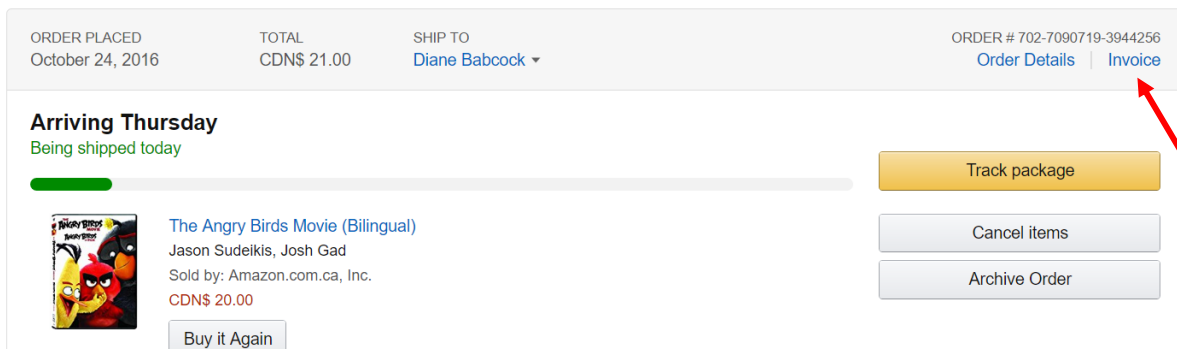 ORDER PLACED
October 24, 2016
TOTAL
CDN$ 21.00
SHIP TO
Diane Babcock
ORDER # 702-7090719-3944256
Order Details
Invoice
Arriving Thursday
Being shipped today
Track package
Cancel items
Archive Order
ANGRY BIRDS
The Angry Birds Movie (Bilingual)
Jason Sudeikis, Josh Gad
Sold by: Amazon.com.ca, Inc.
CDN$ 20.00
Buy it Again